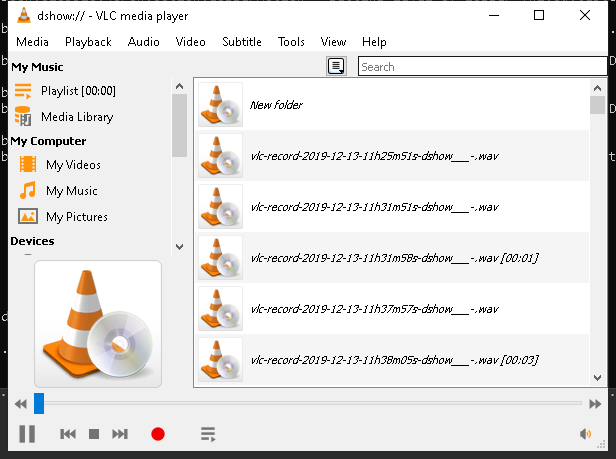 dshow:// - VLC media player
Media Playback Audio Video Subtitle Tools View Help
My Music
Playlist [00:00]
Media Library
My Computer
My Videos
My Music
My Pictures
Devices
Search
New folder
vlc-record-2019-12-13-11h25m51s-dshow___-.wav
vlc-record-2019-12-13-11h31m51s-dshow___-.wav
vlc-record-2019-12-13-11h31m58s-dshow___-.wav [00:01]
vlc-record-2019-12-13-11h37m57s-dshow___-.wav
vlc-record-2019-12-13-11h38m05s-dshow___-.wav [00:03]